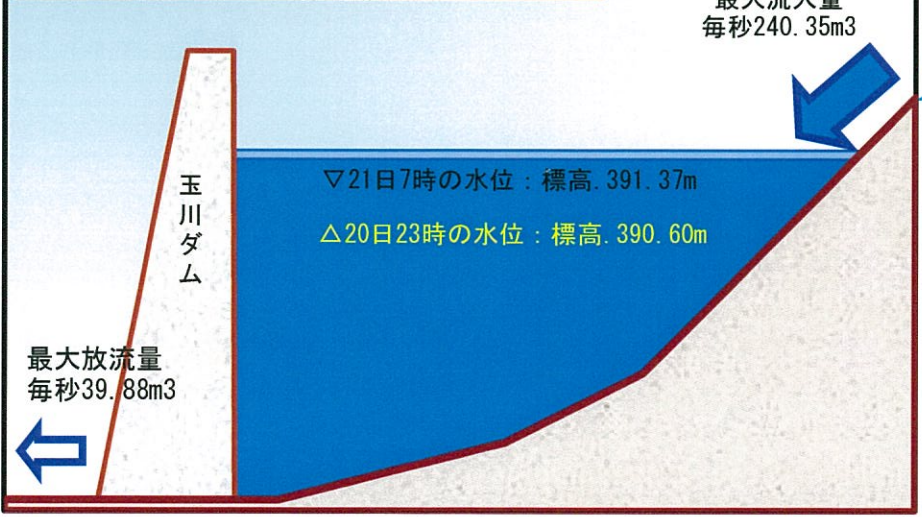 最大流入量
毎秒240.35m3
▽21日7時の水位：標高.391.37m
△20日23時の水位：標高.390.60m
玉川ダム
最大放流量
毎秒39.88m3